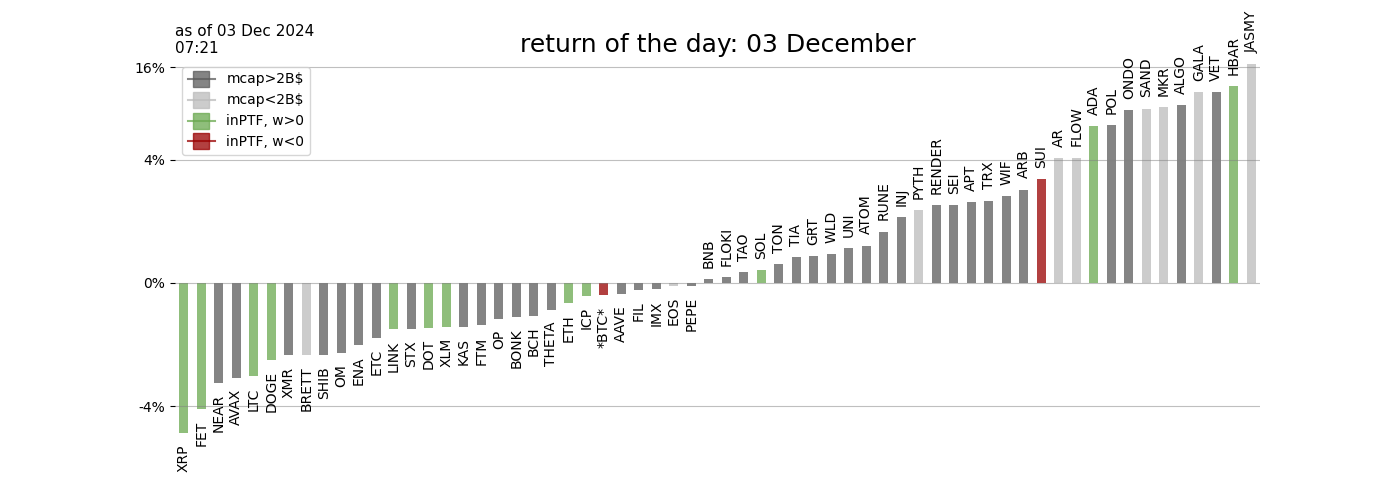 as of 03 Dec 2024
07:21
return of the day: 03 December
16%
4%
0%
-4%
mcap>2B$
mcap<2B$
inPTF, w>0
inPTF, w<0
XRP
FET
NEAR
AVAX
LTC
DOGE
XMR
BRETT
SHIB
OM
ENA
ETC
LINK
STX
DOT
XLM
KAS
FTM
OP
BONK
BCH
THETA
ETH
ICP
*BTC*
AAVE
FIL
IMX
EOS
PEPE
BNB
FLOKI
TAO
SOL
TON
TIA
GRT
WLD
UNI
ATOM
RUNE
INJ
PYTH
RENDER
SEI
APT
TRX
WIF
ARB
SUI
AR
FLOW
ADA
POL
ONDO
SAND
MKR
ALGO
GALA
VET
HBAR
JASMY